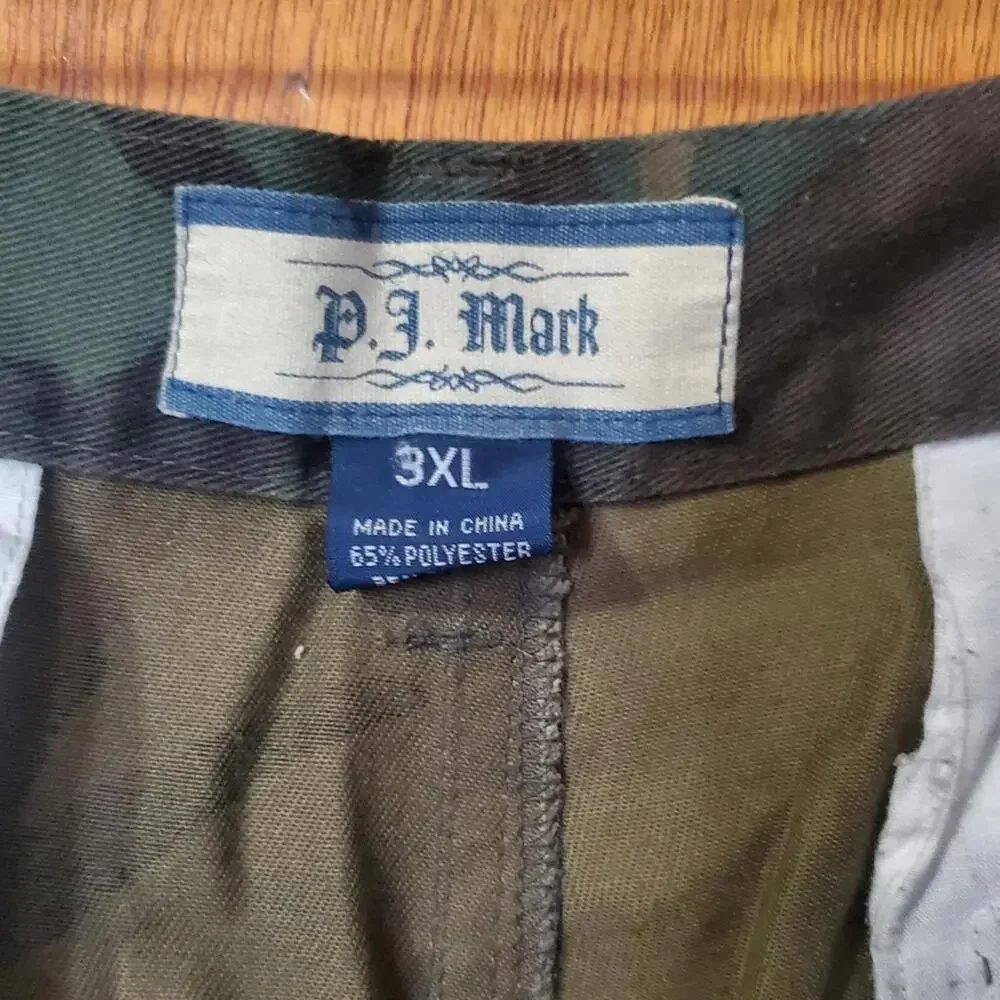 P.J. Mark
3XL
MADE IN CHINA
65% POLYESTER